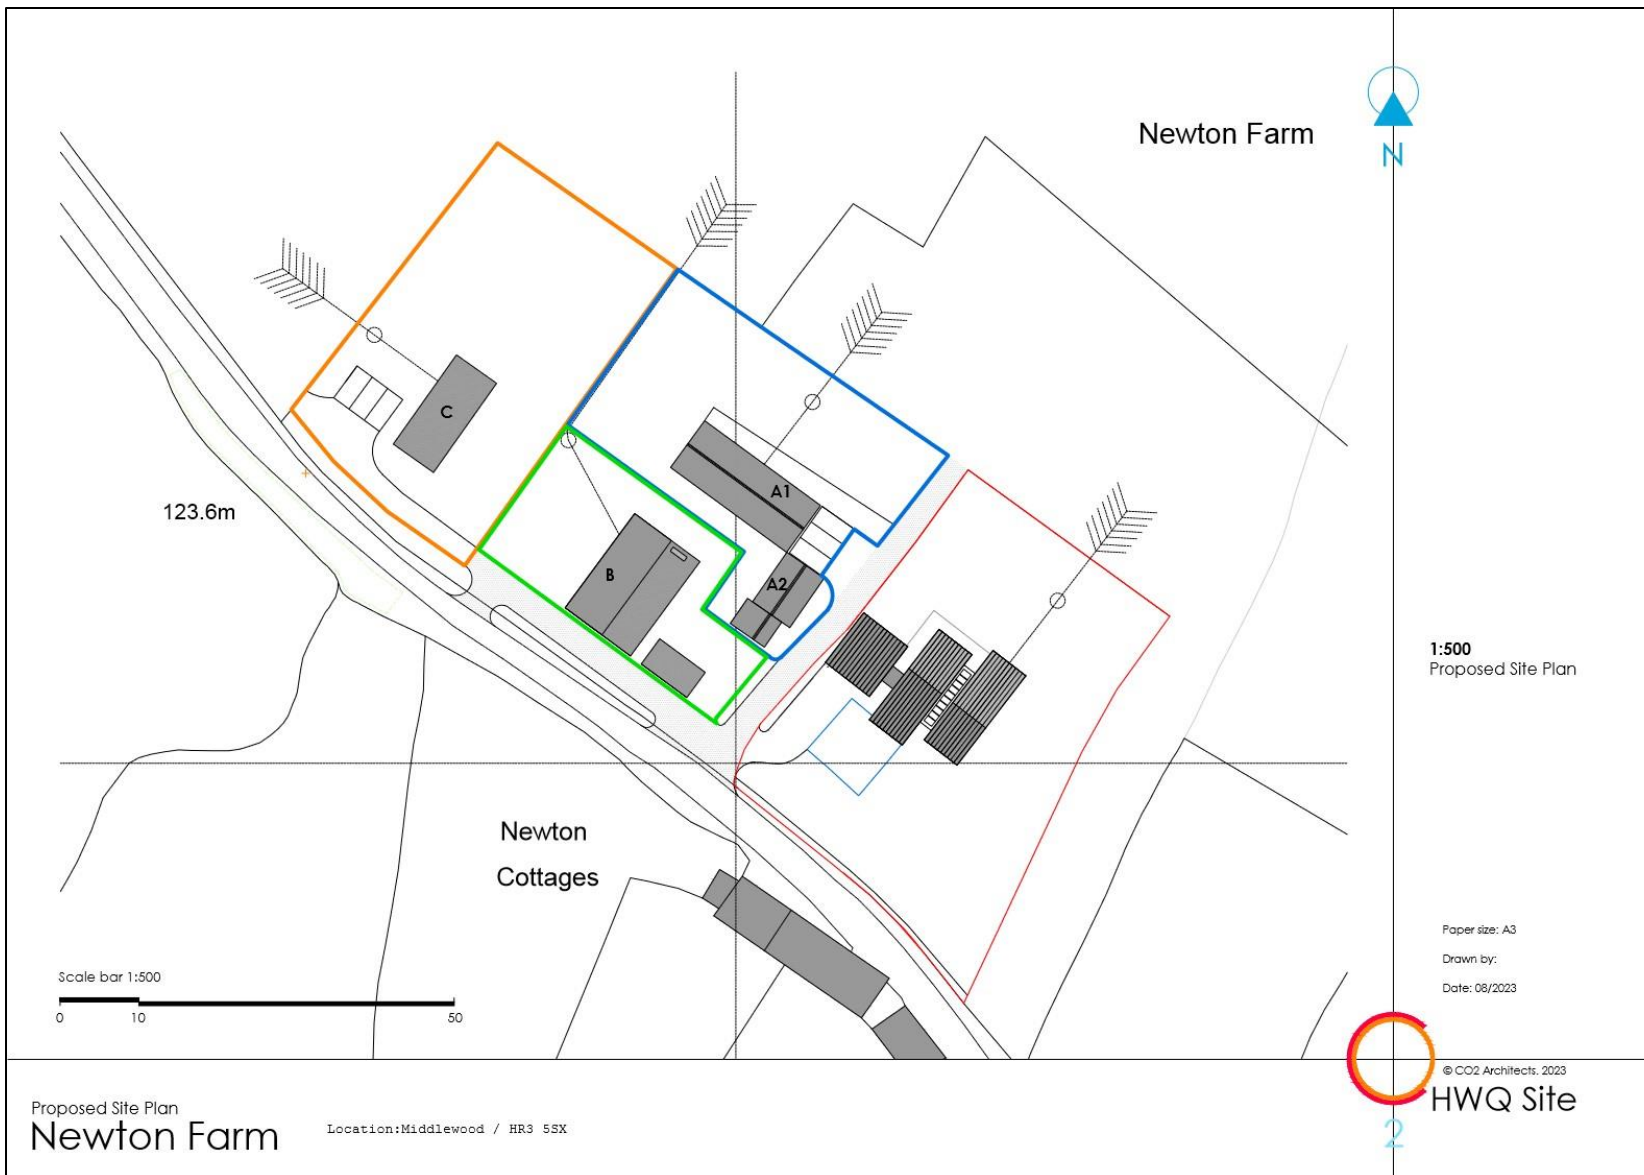 Newton Farm
N
C
A1
123.6m
B
A2
1:500
Proposed Site Plan
Newton
Cottages
Paper size: A3
Drawn by:
Date: 08/2023
Scale bar 1:500
0 10 50
© CO2 Architects. 2023
HWQ Site
2
Proposed Site Plan
Newton Farm
Location:Middlewood / HR3 5SX